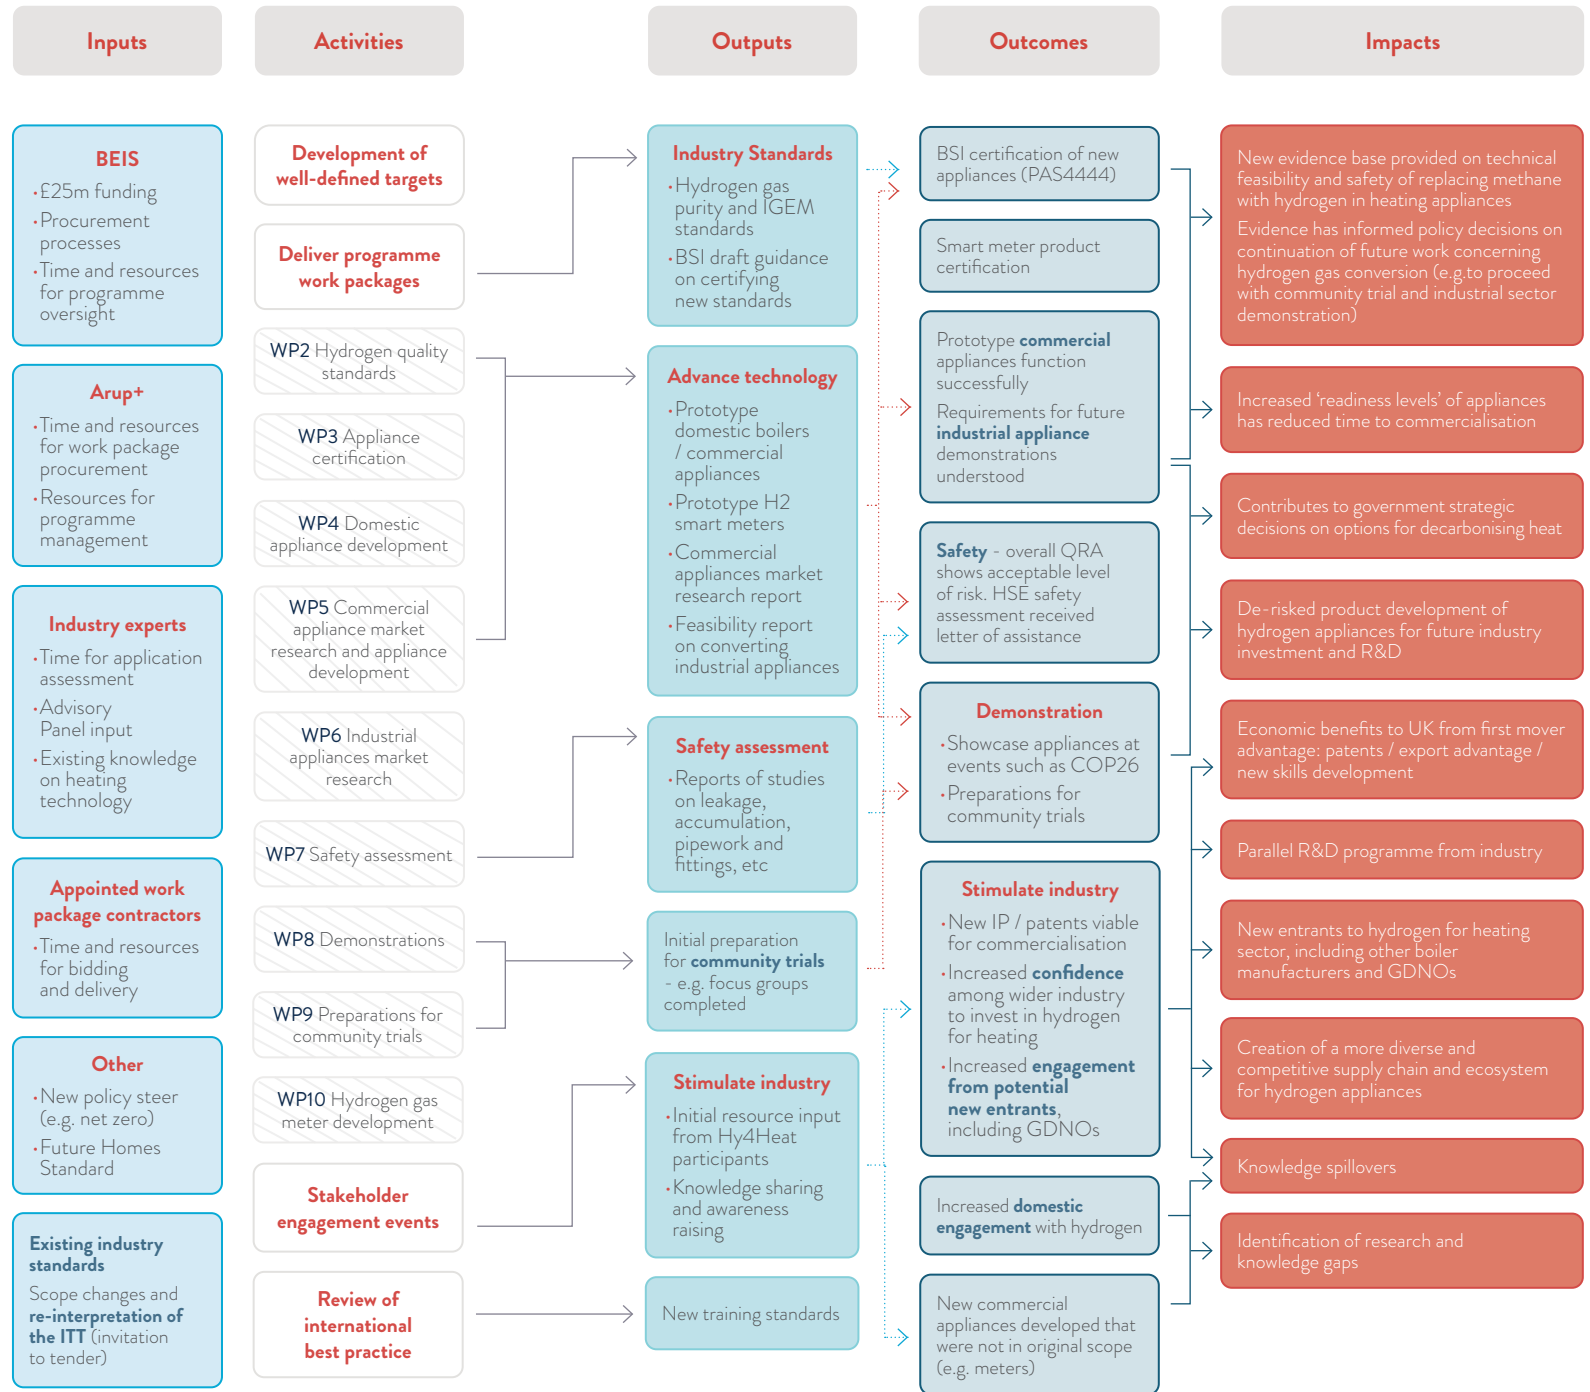 Inputs
Activities
Outputs
Outcomes
Impacts
BEIS
·£25m funding
·Procurement
processes
·Time and resources
for programme
oversight
Arup+
·Time and resources
for work package
procurement
·Resources for
programme
management
Industry experts
·Time for application
assessment
·Advisory
Panel input
·Existing knowledge
on heating
technology
Appointed work
package contractors
·Time and resources
for bidding
and delivery
Other
·New policy steer
(e.g. net zero)
·Future Homes
Standard
Existing industry
standards
Scope changes and
re-interpretation of
the ITT (invitation
to tender)
Development of
well-defined targets
Deliver programme
work packages
WP2 Hydrogen quality
standards
WP3 Appliance
certification
WP4 Domestic
appliance development
WP5 Commercial
appliance market
research and appliance
development
WP6 Industrial
appliances market
research
WP7 Safety assessment
WP8 Demonstrations
WP9 Preparations for
community trials
WP10 Hydrogen gas
meter development
Stakeholder
engagement events
Review of
international
best practice
Industry Standards
·Hydrogen gas
purity and IGEM
standards
·BSI draft guidance
on certifying
new standards
Advance technology
·Prototype
domestic boilers
/ commercial
appliances
·Prototype H2
smart meters
·Commercial
appliances market
research report
·Feasibility report
on converting
industrial appliances
Safety assessment
·Reports of studies
on leakage,
accumulation,
pipework and
fittings, etc
Initial preparation
for community trials
- e.g. focus groups
completed
Stimulate industry
·Initial resource input
from Hy4Heat
participants
·Knowledge sharing
and awareness
raising
New training standards
BSI certification of new
appliances (PAS4444)
Smart meter product
certification
Prototype commercial
appliances function
successfully
Requirements for future
industrial appliance
demonstrations
understood
Safety - overall QRA
shows acceptable level
of risk. HSE safety
assessment received
letter of assistance
Demonstration
·Showcase appliances at
events such as COP26
·Preparations for
community trials
Stimulate industry
·New IP / patents viable
for commercialisation
·Increased confidence
among wider industry
to invest in hydrogen
for heating
·Increased engagement
from potential
new entrants,
including GDNOs
Increased domestic
engagement with hydrogen
New commercial
appliances developed that
were not in original scope
(e.g. meters)
New evidence base provided on technical
feasibility and safety of replacing methane
with hydrogen in heating appliances
Evidence has informed policy decisions on
continuation of future work concerning
hydrogen gas conversion (e.g.to proceed
with community trial and industrial sector
demonstration)
Increased ‘readiness levels’ of appliances
has reduced time to commercialisation
Contributes to government strategic
decisions on options for decarbonising heat
De-risked product development of
hydrogen appliances for future industry
investment and R&D
Economic benefits to UK from first mover
advantage: patents / export advantage /
new skills development
Parallel R&D programme from industry
New entrants to hydrogen for heating
sector, including other boiler
manufacturers and GDNOs
Creation of a more diverse and
competitive supply chain and ecosystem
for hydrogen appliances
Knowledge spillovers
Identification of research and
knowledge gaps